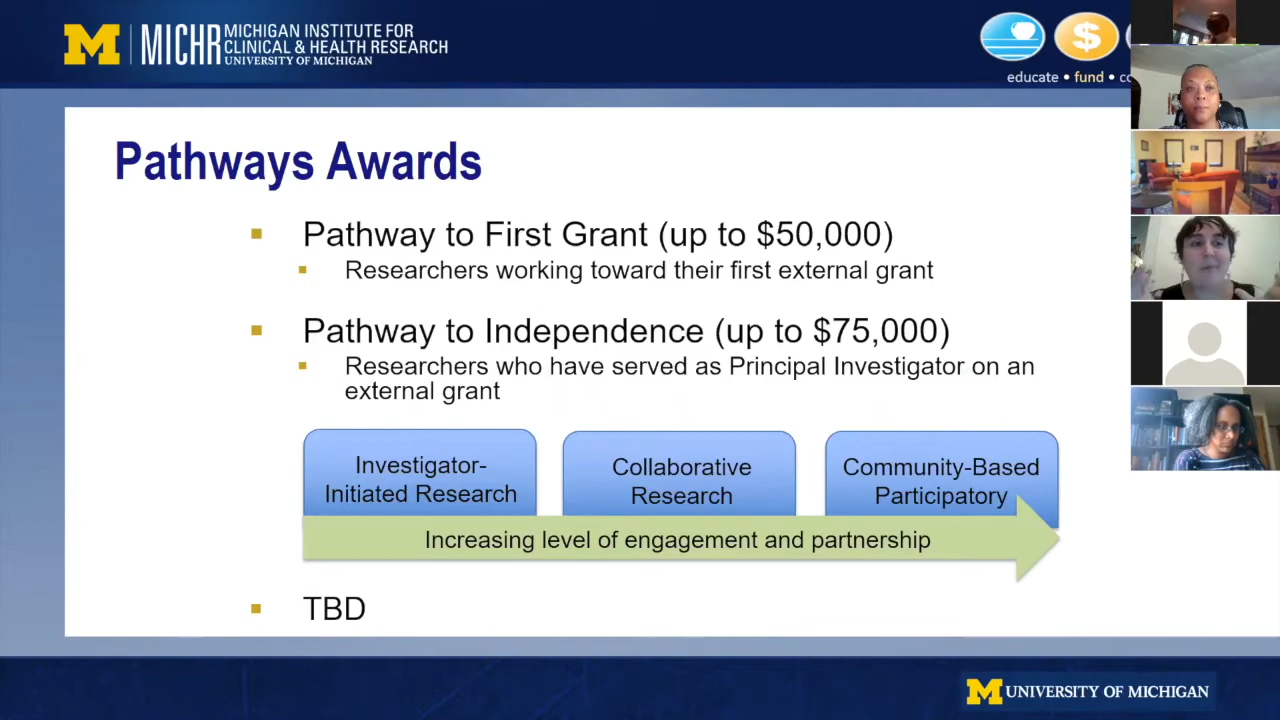 M | MICHR MICHIGAN INSTITUTE FOR
CLINICAL & HEALTH RESEARCH
UNIVERSITY OF MICHIGAN
$
educate • fund •
Pathways Awards
Pathway to First Grant (up to $50,000)
Researchers working toward their first external grant
Pathway to Independence (up to $75,000)
Researchers who have served as Principal Investigator on an
external grant
Investigator-
Initiated Research
Collaborative
Research
Community-Based
Participatory
Increasing level of engagement and partnership
TBD
M UNIVERSITY OF MICHIGAN